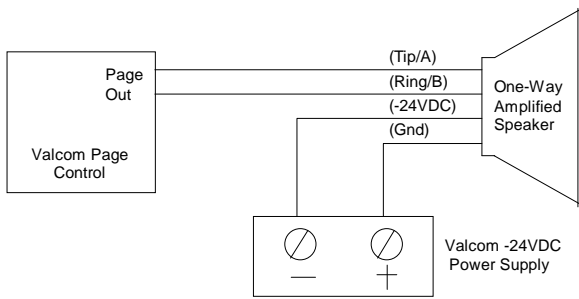 (Tip/A)
Page
Out
(Ring/B)
One-Way
Amplified
Speaker
(-24VDC)
(Gnd)
Valcom Page
Control
Valcom -24VDC
Power Supply
— +